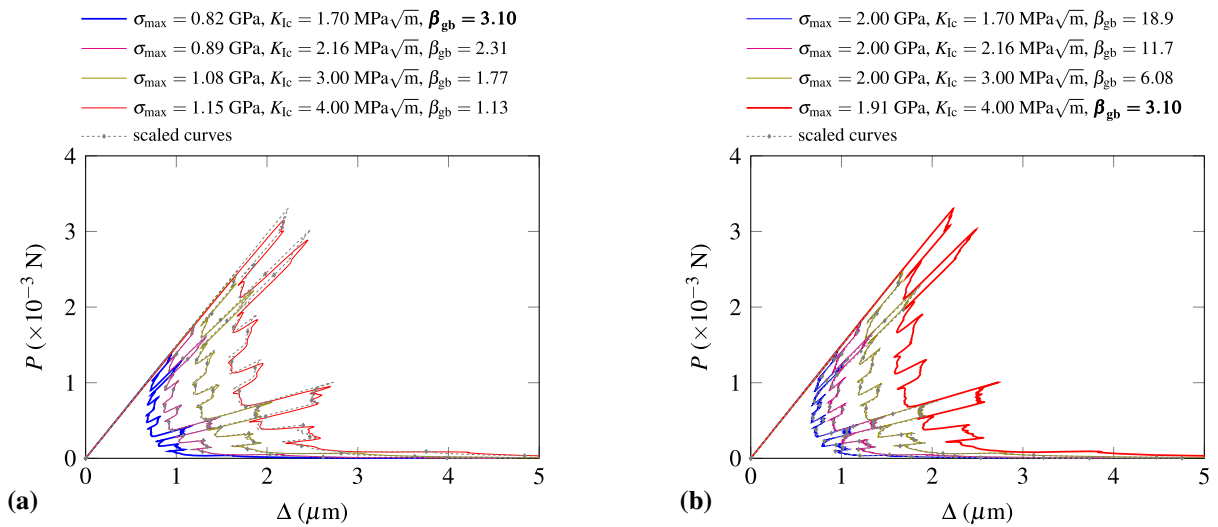 σmax = 0.82 GPa, KIc = 1.70 MPa√m, βgb = 3.10
σmax = 0.89 GPa, KIc = 2.16 MPa√m, βgb = 2.31
σmax = 1.08 GPa, KIc = 3.00 MPa√m, βgb = 1.77
σmax = 1.15 GPa, KIc = 4.00 MPa√m, βgb = 1.13
scaled curves
4
3
2
1
0
0 1 2 3 4 5
P (×10⁻³ N)
Δ (μm)
(a)
σmax = 2.00 GPa, KIc = 1.70 MPa√m, βgb = 18.9
σmax = 2.00 GPa, KIc = 2.16 MPa√m, βgb = 11.7
σmax = 2.00 GPa, KIc = 3.00 MPa√m, βgb = 6.08
σmax = 1.91 GPa, KIc = 4.00 MPa√m, βgb = 3.10
scaled curves
4
3
2
1
0
0 1 2 3 4 5
P (×10⁻³ N)
Δ (μm)
(b)